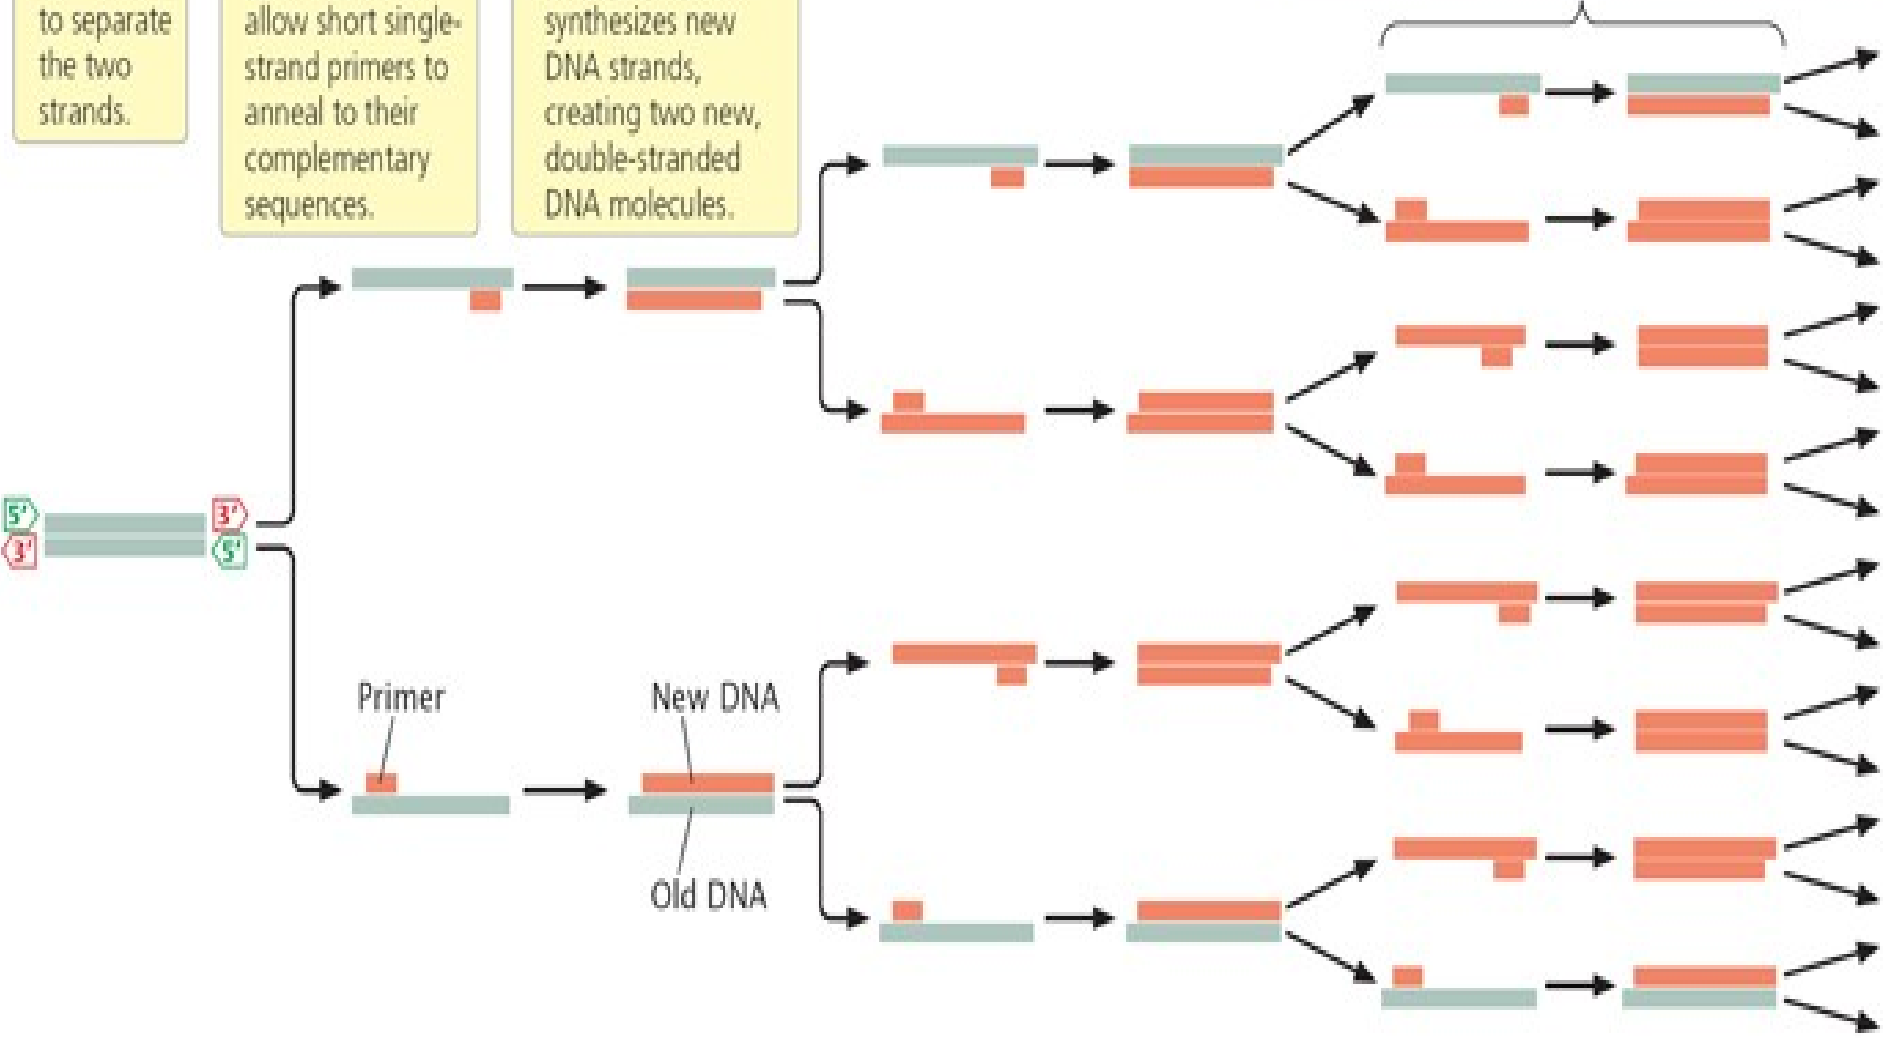 to separate
the two
strands.
allow short single-
strand primers to
anneal to their
complementary
sequences.
synthesizes new
DNA strands,
creating two new,
double-stranded
DNA molecules.
5' 3'
3' 5'
Primer
New DNA
Old DNA